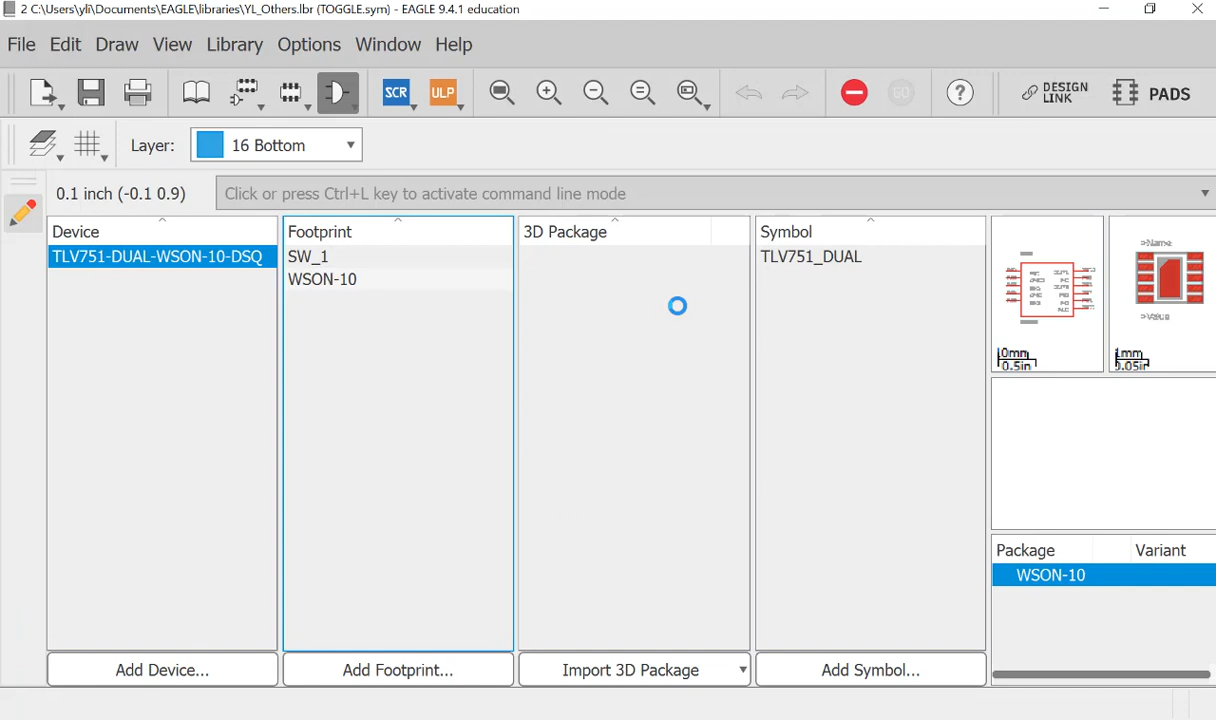 2 C:\Users\yli\Documents\EAGLE\libraries\YL_Others.lbr (TOGGLE.sym) - EAGLE 9.4.1 education
File Edit Draw View Library Options Window Help
SCR ULP DESIGN LINK PADS
Layer: 16 Bottom
0.1 inch (-0.1 0.9) Click or press Ctrl+L key to activate command line mode
Device Footprint 3D Package Symbol
TLV751-DUAL-WSON-10-DSQ SW_1 TLV751_DUAL
WSON-10
>Name
>Value
0mm 1mm
0.5in 0.05in
Package Variant
WSON-10
Add Device... Add Footprint... Import 3D Package Add Symbol...